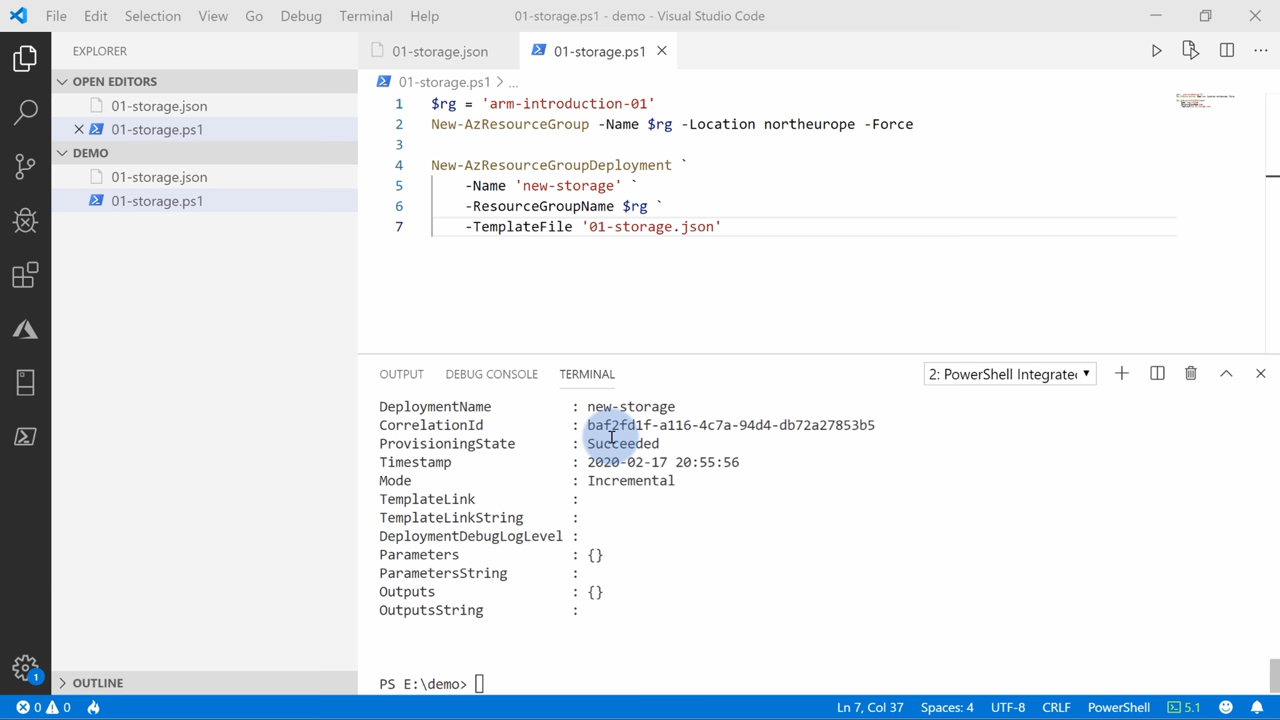 File Edit Selection View Go Debug Terminal Help 01-storage.ps1 - demo - Visual Studio Code
EXPLORER
OPEN EDITORS
01-storage.json
01-storage.ps1
DEMO
01-storage.json
01-storage.ps1
OUTLINE
1
01-storage.json 01-storage.ps1
01-storage.ps1 > ...
1 $rg = 'arm-introduction-01'
2 New-AzResourceGroup -Name $rg -Location northeurope -Force
3
4 New-AzResourceGroupDeployment `
5 -Name 'new-storage' `
6 -ResourceGroupName $rg `
7 -TemplateFile '01-storage.json'
OUTPUT DEBUG CONSOLE TERMINAL 2: PowerShell Integrated
DeploymentName : new-storage
CorrelationId : baf2fd1f-a116-4c7a-94d4-db72a27853b5
ProvisioningState : Succeeded
Timestamp : 2020-02-17 20:55:56
Mode : Incremental
TemplateLink :
TemplateLinkString :
DeploymentDebugLogLevel :
Parameters : {}
ParametersString :
Outputs : {}
OutputsString :
PS E:\demo>
0 0 Ln 7, Col 37 Spaces: 4 UTF-8 CRLF PowerShell 5.1